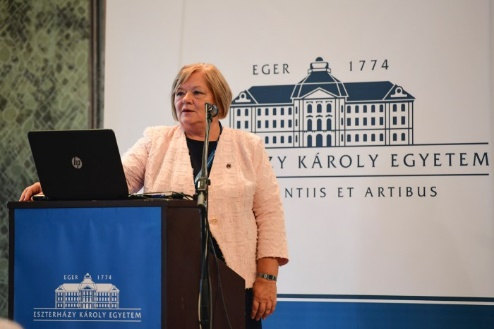 EGER 1774
ZY KÁROLY EGYETEM
NTIIS ET ARTIBUS
hp
EGER 1774
ESZTERHÁZY KÁROLY EGYETEM